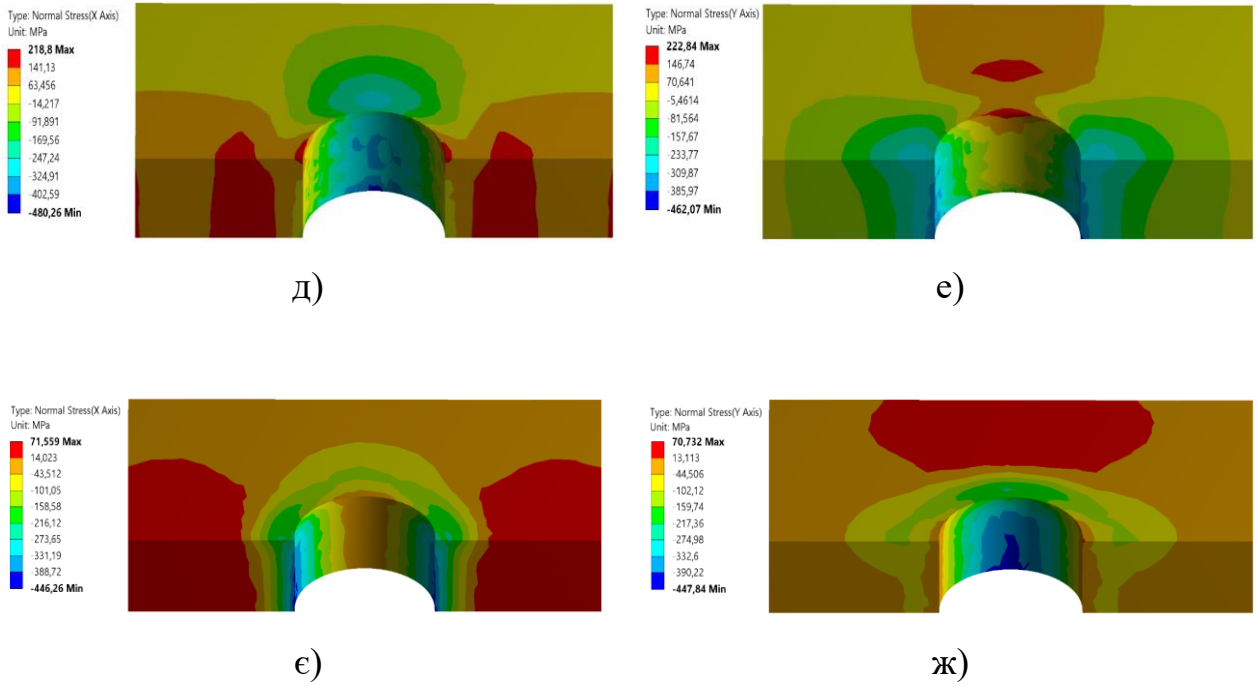 Type: Normal Stress(X Axis)
Unit: MPa
218,8 Max
141,13
63,456
-14,217
-91,891
-169,56
-247,24
-324,91
-402,59
-480,26 Min
д)
Type: Normal Stress(Y Axis)
Unit: MPa
222,84 Max
146,74
70,641
-5,4614
-81,564
-157,67
-233,77
-309,87
-385,97
-462,07 Min
е)
Type: Normal Stress(X Axis)
Unit: MPa
71,559 Max
14,023
-43,512
-101,05
-158,58
-216,12
-273,65
-331,19
-388,72
-446,26 Min
є)
Type: Normal Stress(Y Axis)
Unit: MPa
70,732 Max
13,113
-44,506
-102,12
-159,74
-217,36
-274,98
-332,6
-390,22
-447,84 Min
ж)